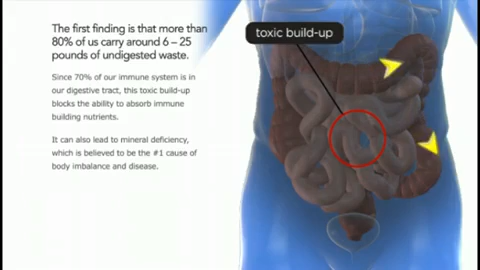 The first finding is that more than
80% of us carry around 6 – 25
pounds of undigested waste.
Since 70% of our immune system is in
our digestive tract, this toxic build-up
blocks the ability to absorb immune
building nutrients.
It can also lead to mineral deficiency,
which is believed to be the #1 cause of
body imbalance and disease.
toxic build-up